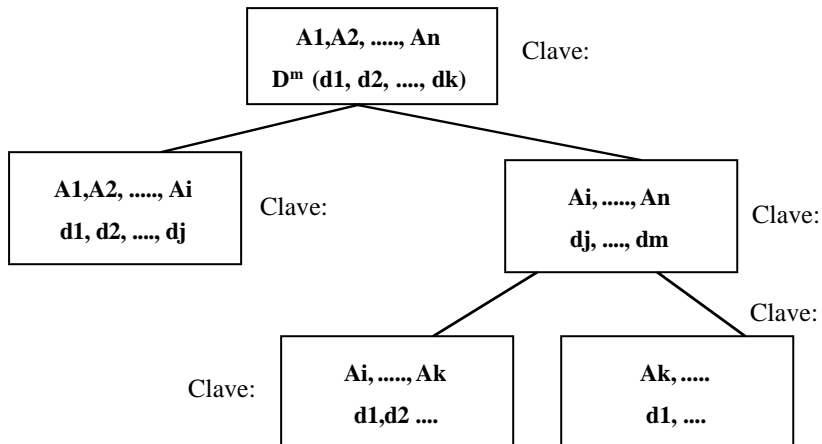 A1,A2, ....., An
Dᵐ (d1, d2, ...., dk)
Clave:
A1,A2, ....., Ai
d1, d2, ...., dj
Clave:
Ai, ....., An
dj, ...., dm
Clave:
Clave:
Ai, ....., Ak
d1,d2 ....
Clave:
Ak, .....
d1, ....